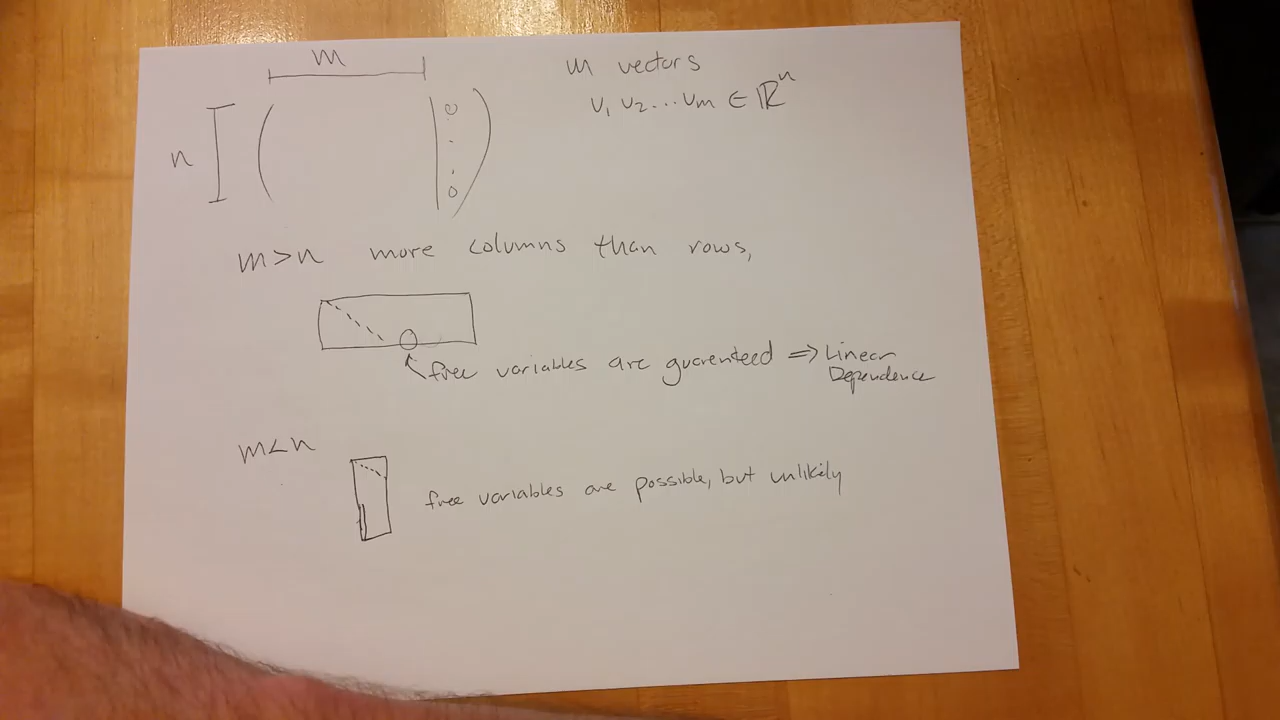 m
m vectors
v₁ v₂ ... vₘ ∈ ℝⁿ
n
0
.
.
0
m>n more columns than rows,
free variables are guarenteed ⇒ Linear
Dependence
m<n
free variables are possible, but unlikely